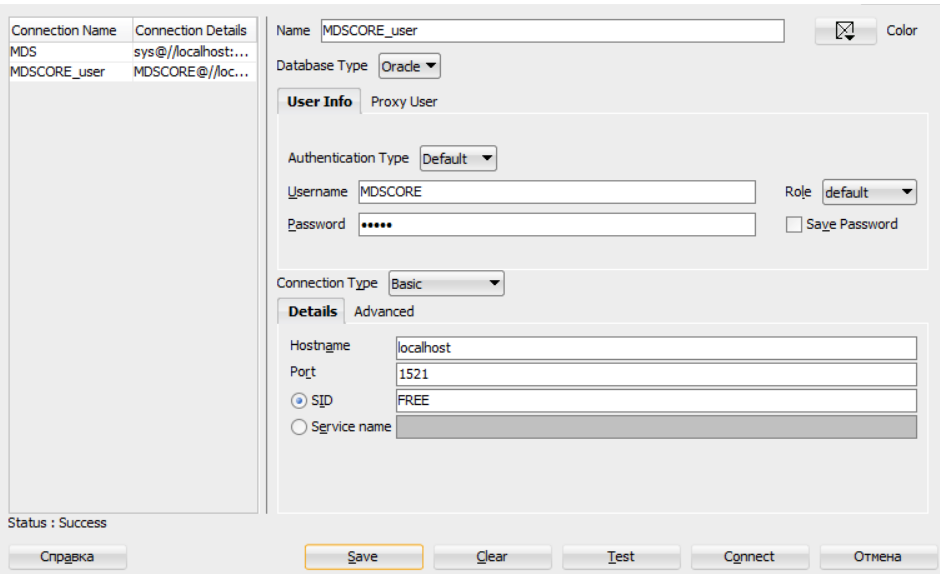 Connection Name Connection Details
MDS sys@//localhost:...
MDSCORE_user MDSCORE@//loc...
Name MDSCORE_user Color
Database Type Oracle
User Info Proxy User
Authentication Type Default
Username MDSCORE Role default
Password ••••• Save Password
Connection Type Basic
Details Advanced
Hostname localhost
Port 1521
SID FREE
Service name
Status : Success
Справка Save Clear Test Connect Отмена